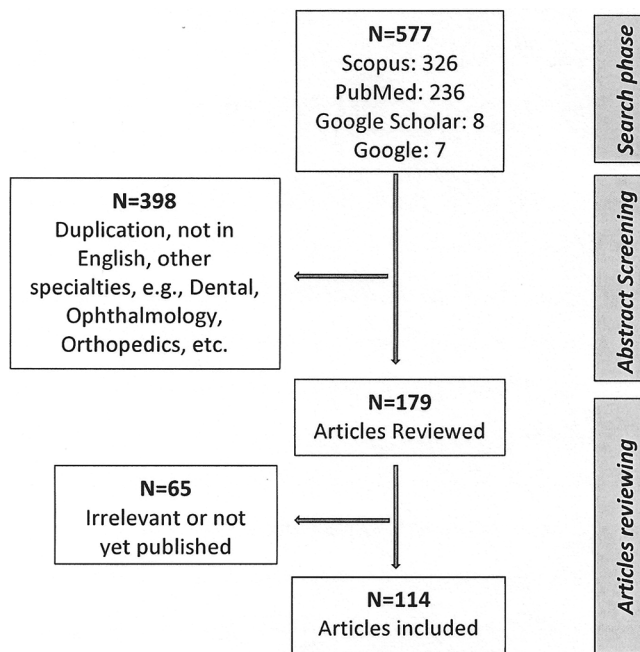 N=577
Scopus: 326
PubMed: 236
Google Scholar: 8
Google: 7
Search phase
N=398
Duplication, not in
English, other
specialties, e.g., Dental,
Ophthalmology,
Orthopedics, etc.
Abstract Screening
N=179
Articles Reviewed
N=65
Irrelevant or not
yet published
N=114
Articles included
Articles reviewing